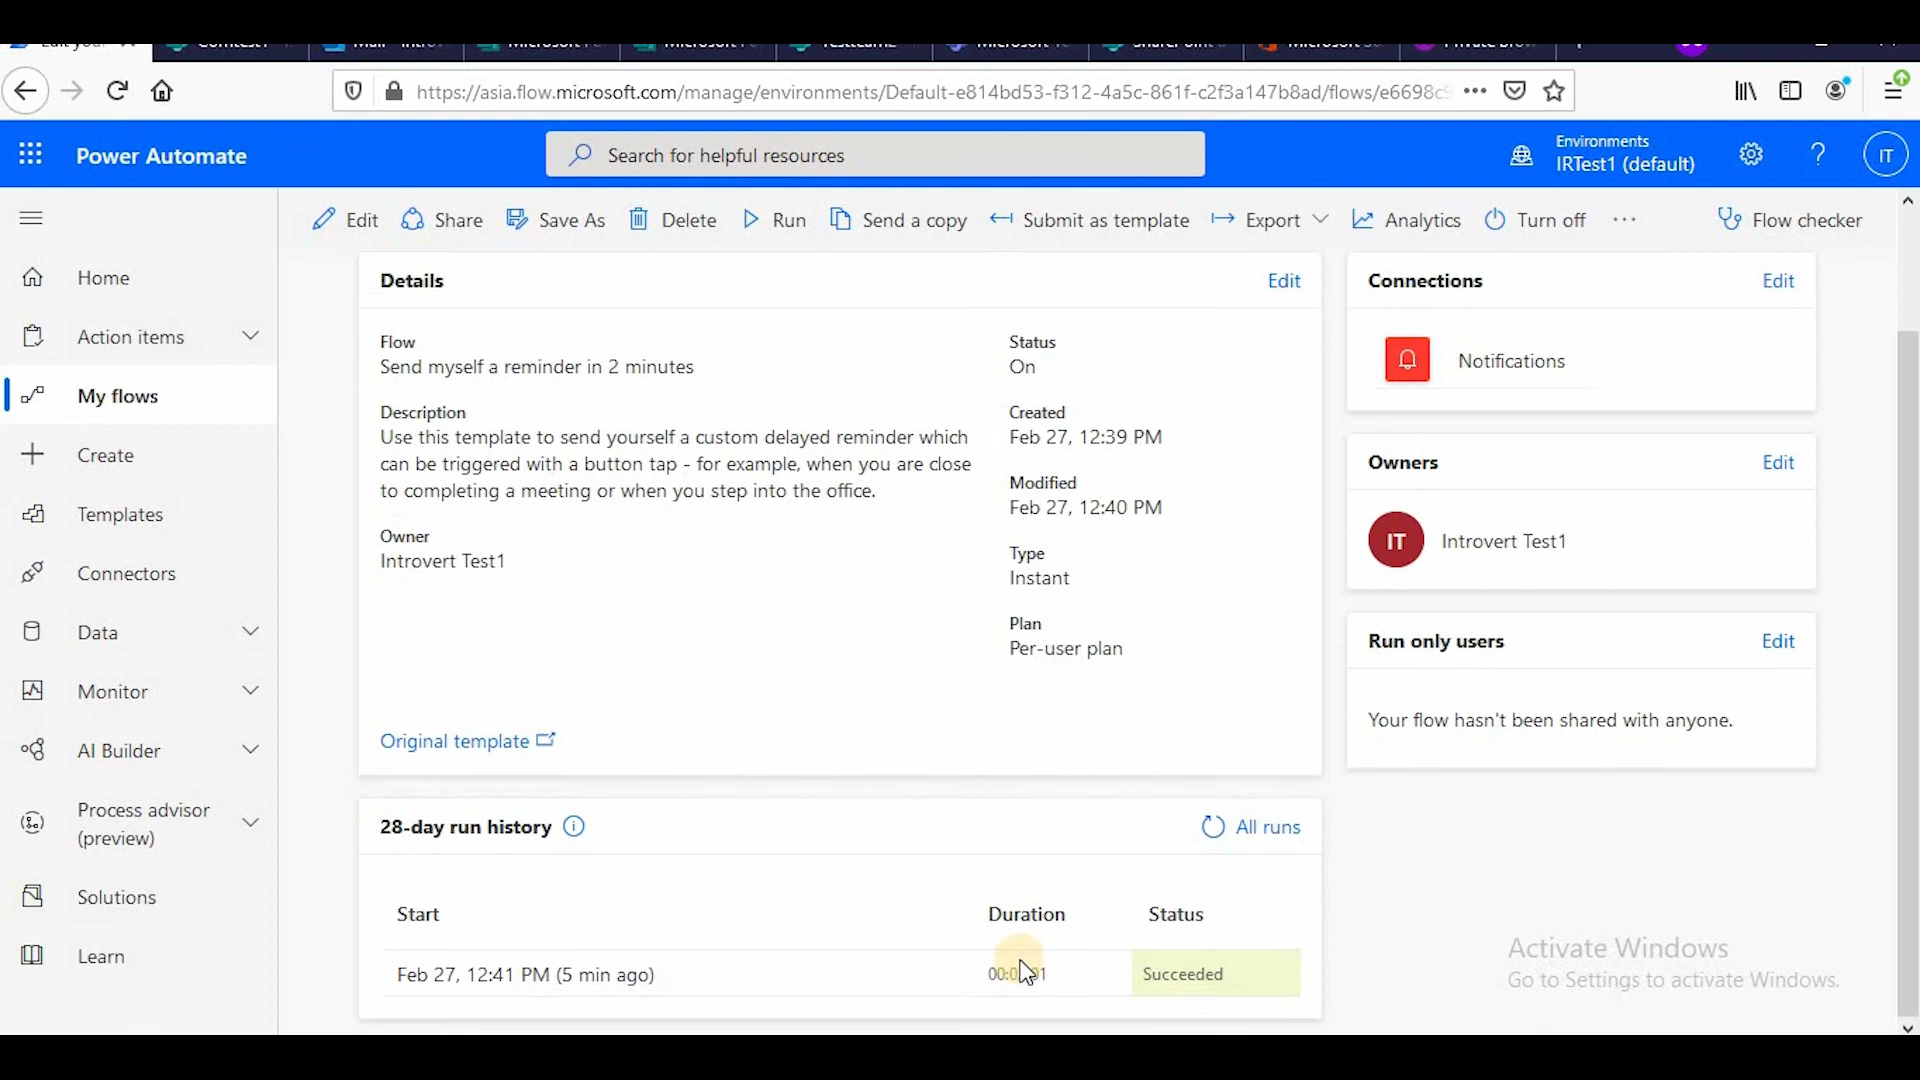 https://asia.flow.microsoft.com/manage/environments/Default-e814bd53-f312-4a5c-861f-c2f3a147b8ad/flows/e6698c9
Power Automate
Search for helpful resources
Environments
IRTest1 (default)
IT
Edit
Share
Save As
Delete
Run
Send a copy
Submit as template
Export
Analytics
Turn off
Flow checker
Home
Action items
My flows
Create
Templates
Connectors
Data
Monitor
AI Builder
Process advisor
(preview)
Solutions
Learn
Details
Edit
Flow
Send myself a reminder in 2 minutes
Description
Use this template to send yourself a custom delayed reminder which
can be triggered with a button tap - for example, when you are close
to completing a meeting or when you step into the office.
Owner
Introvert Test1
Status
On
Created
Feb 27, 12:39 PM
Modified
Feb 27, 12:40 PM
Type
Instant
Plan
Per-user plan
Original template
Connections
Edit
Notifications
Owners
Edit
IT
Introvert Test1
Run only users
Edit
Your flow hasn't been shared with anyone.
28-day run history
All runs
Start
Duration
Status
Feb 27, 12:41 PM (5 min ago)
Succeeded
Activate Windows
Go to Settings to activate Windows.